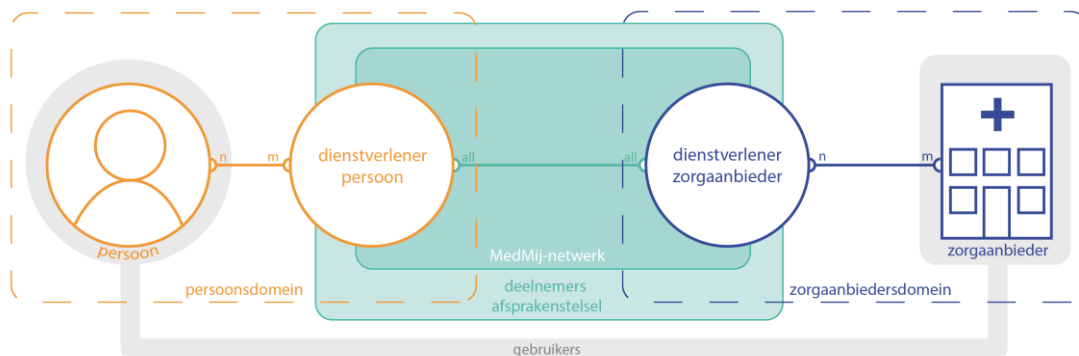 n
m
dienstverlener
persoon
all
all
dienstverlener
zorgaanbieder
n
m
persoon
MedMij-netwerk
zorgaanbieder
persoonsdomein
deelnemers
afsprakenstelsel
zorgaanbiedersdomein
gebruikers